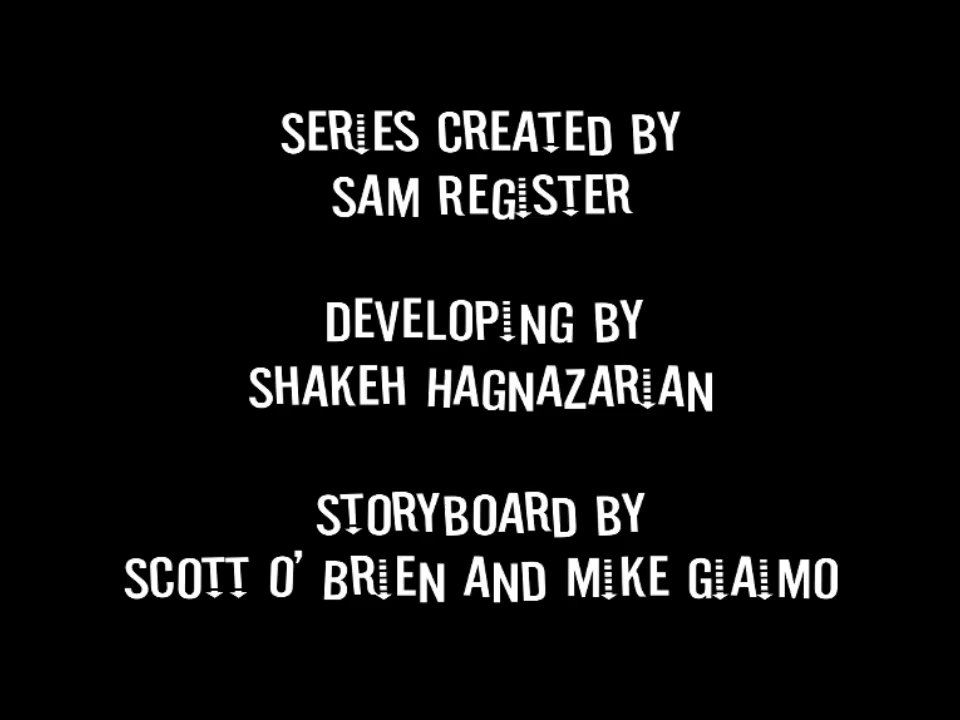 SERIES CREATED BY
SAM REGISTER
DEVELOPING BY
SHAKEH HAGNAZARIAN
STORYBOARD BY
SCOTT O' BRIEN AND MIKE GIAIMO